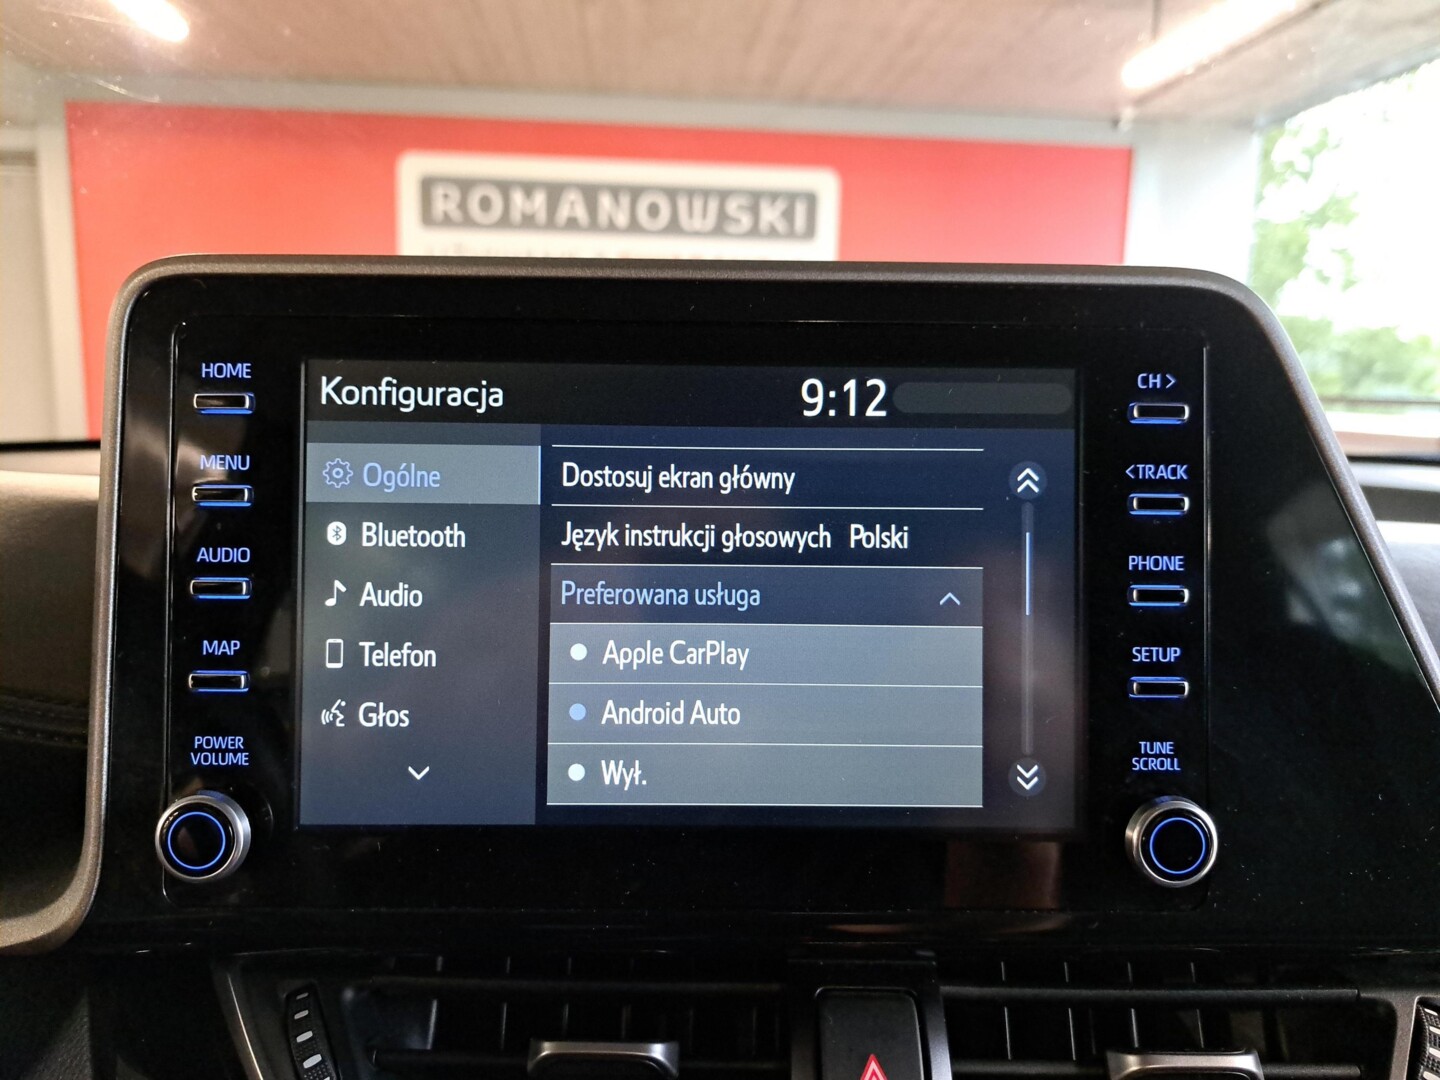 ROMANOWSKI
HOME
MENU
AUDIO
MAP
POWER
VOLUME
Konfiguracja
9:12
Ogólne
Bluetooth
Audio
Telefon
Głos
Dostosuj ekran główny
Język instrukcji głosowych Polski
Preferowana usługa
Apple CarPlay
Android Auto
Wył.
CH>
<TRACK
PHONE
SETUP
TUNE
SCROLL